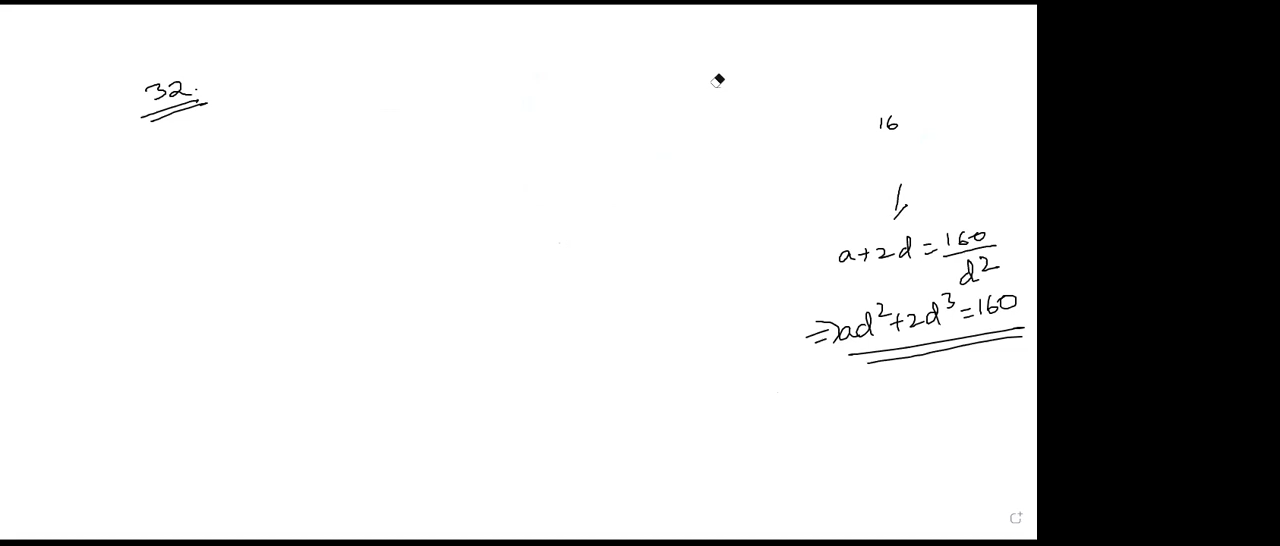 32.
16
a+2d=160/d²
⇒ad²+2d³=160